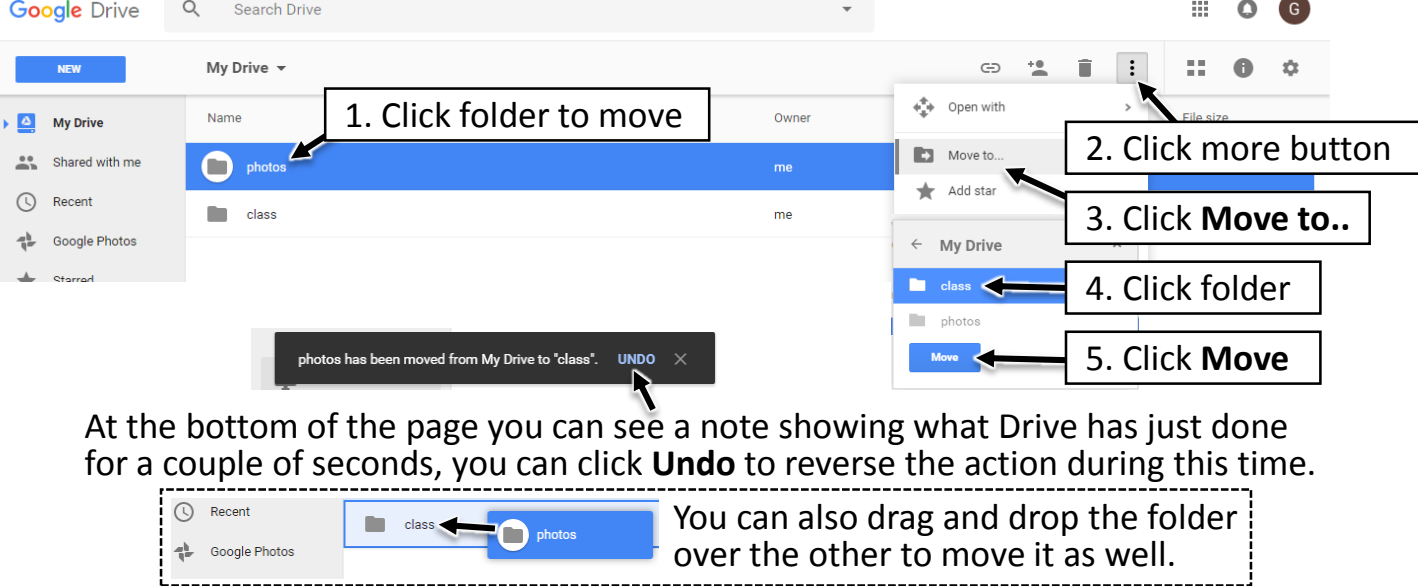 Google Drive
Search Drive
G
NEW
My Drive
My Drive
Shared with me
Recent
Google Photos
Starred
Name
Owner
File size
1. Click folder to move
photos
me
class
me
Open with
Move to...
Add star
2. Click more button
3. Click Move to..
My Drive
class
photos
Move
4. Click folder
5. Click Move
photos has been moved from My Drive to "class". UNDO
At the bottom of the page you can see a note showing what Drive has just done
for a couple of seconds, you can click Undo to reverse the action during this time.
Recent
Google Photos
class
photos
You can also drag and drop the folder
over the other to move it as well.